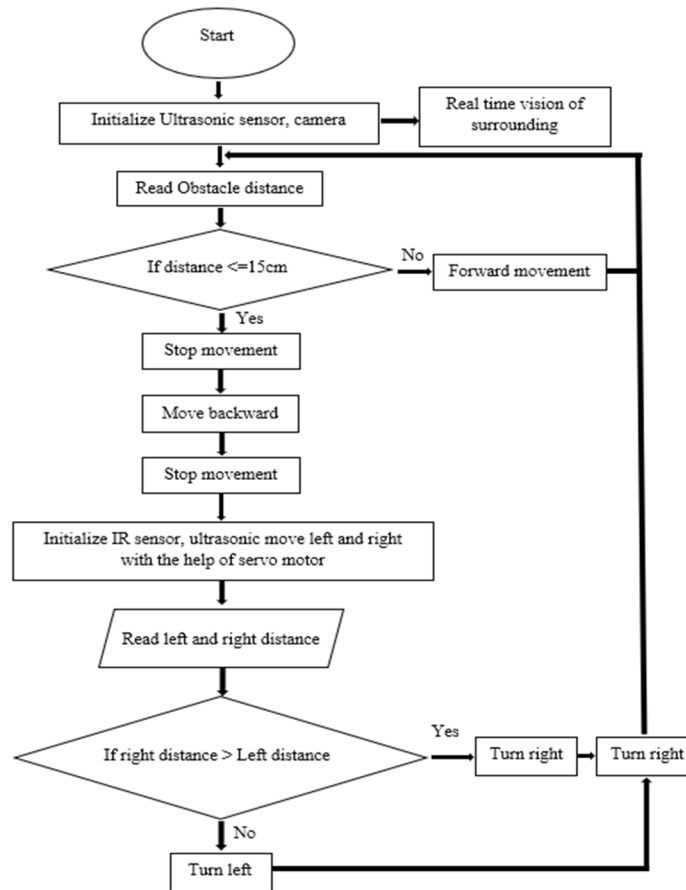 Start
Initialize Ultrasonic sensor, camera
Real time vision of
surrounding
Read Obstacle distance
If distance <=15cm
No
Forward movement
Yes
Stop movement
Move backward
Stop movement
Initialize IR sensor, ultrasonic move left and right
with the help of servo motor
Read left and right distance
If right distance > Left distance
Yes
Turn right
Turn right
No
Turn left